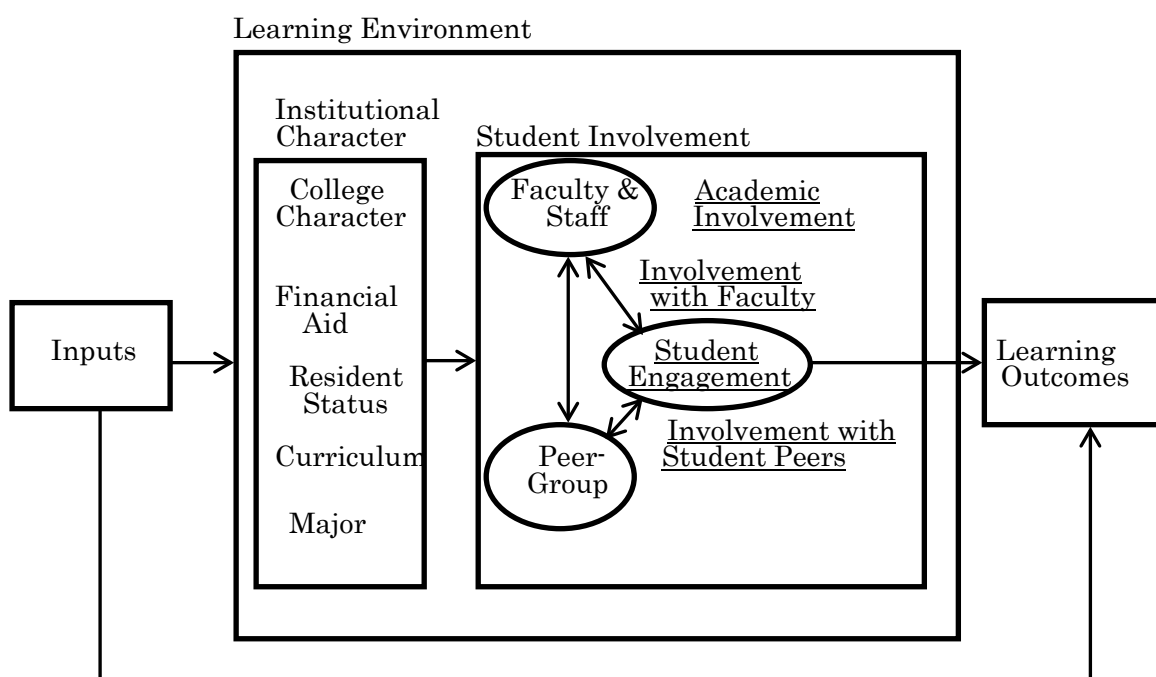 Learning Environment
Institutional
Character
Student Involvement
College
Character
Financial
Aid
Resident
Status
Curriculum
Major
Faculty &
Staff
Academic
Involvement
Involvement
with Faculty
Student
Engagement
Involvement with
Student Peers
Peer-
Group
Inputs
Learning
Outcomes